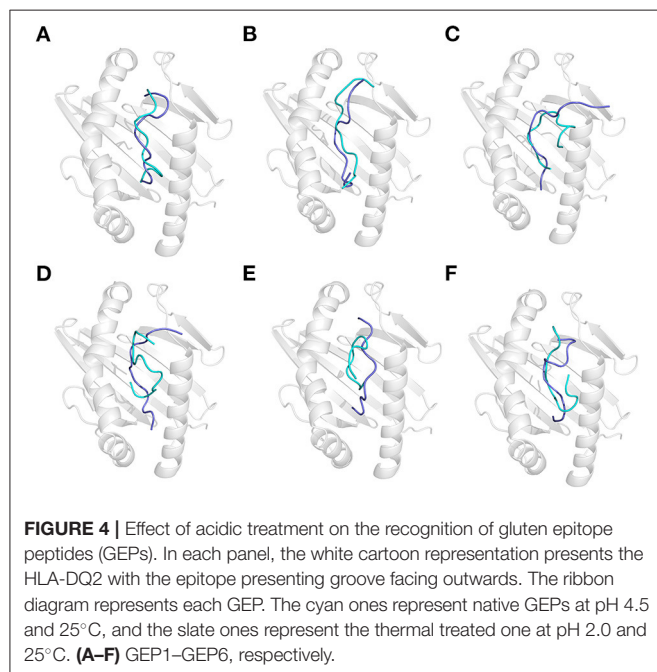 A
B
C
D
E
F
FIGURE 4 | Effect of acidic treatment on the recognition of gluten epitope
peptides (GEPs). In each panel, the white cartoon representation presents the
HLA-DQ2 with the epitope presenting groove facing outwards. The ribbon
diagram represents each GEP. The cyan ones represent native GEPs at pH 4.5
and 25°C, and the slate ones represent the thermal treated one at pH 2.0 and
25°C. (A–F) GEP1–GEP6, respectively.